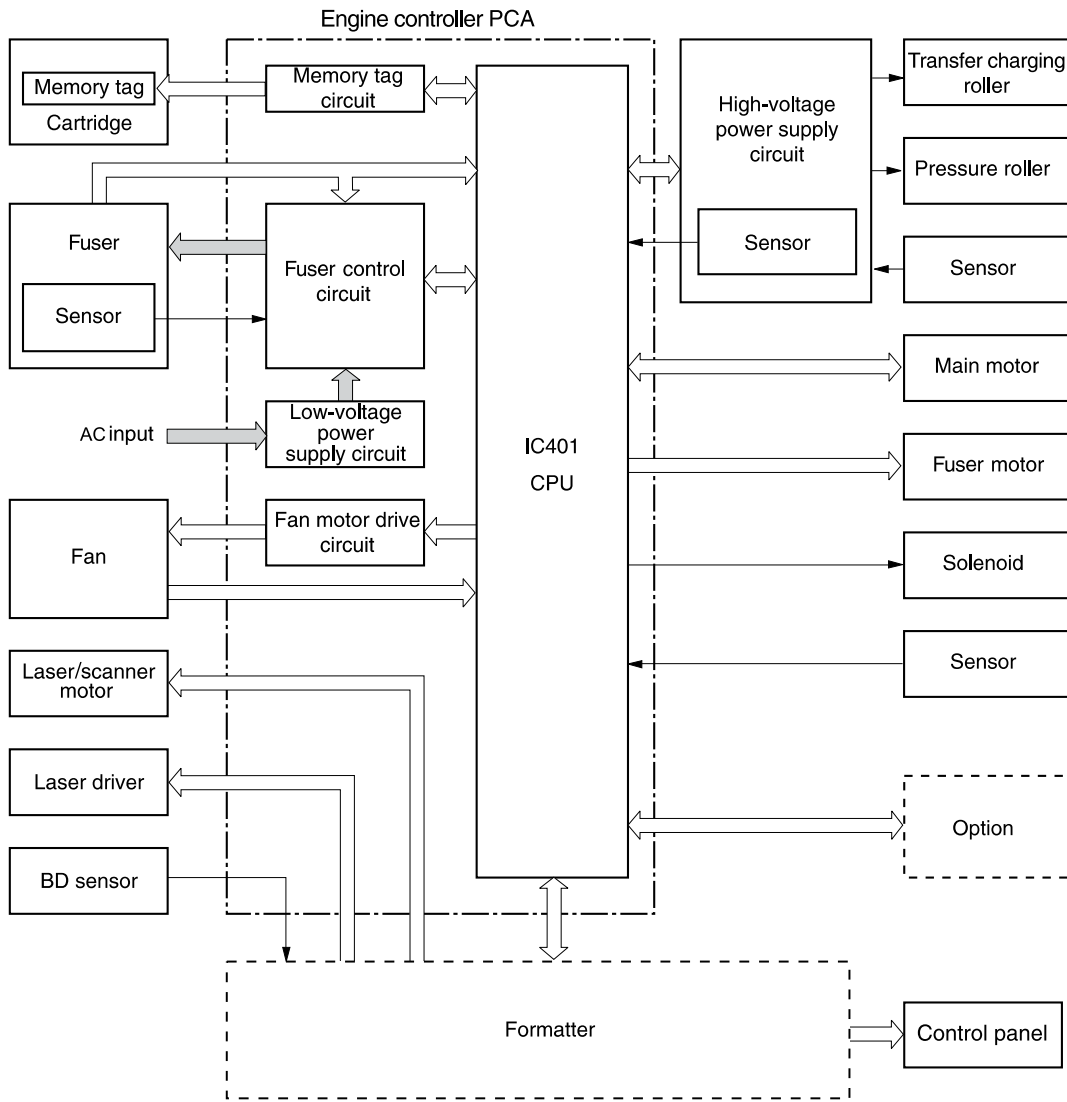 Engine controller PCA
Memory tag
Cartridge
Memory tag
circuit
High-voltage
power supply
circuit
Sensor
Transfer charging
roller
Pressure roller
Sensor
Fuser
Sensor
Fuser control
circuit
AC input
Low-voltage
power
supply circuit
IC401
CPU
Main motor
Fuser motor
Fan
Fan motor drive
circuit
Solenoid
Laser/scanner
motor
Sensor
Laser driver
Option
BD sensor
Formatter
Control panel